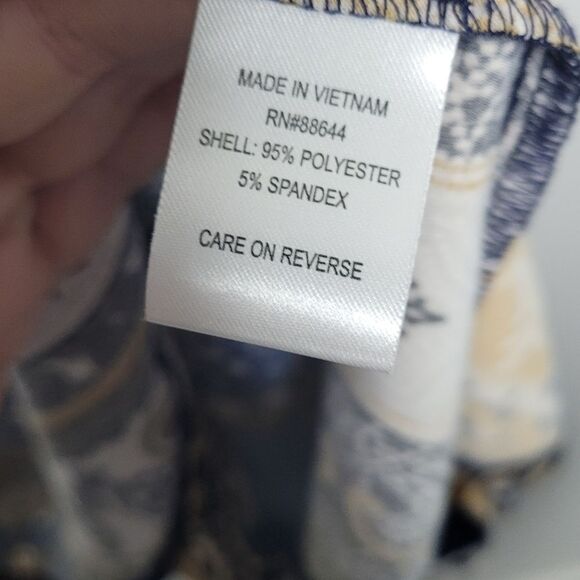 MADE IN VIETNAM
RN#88644
SHELL: 95% POLYESTER
5% SPANDEX
CARE ON REVERSE